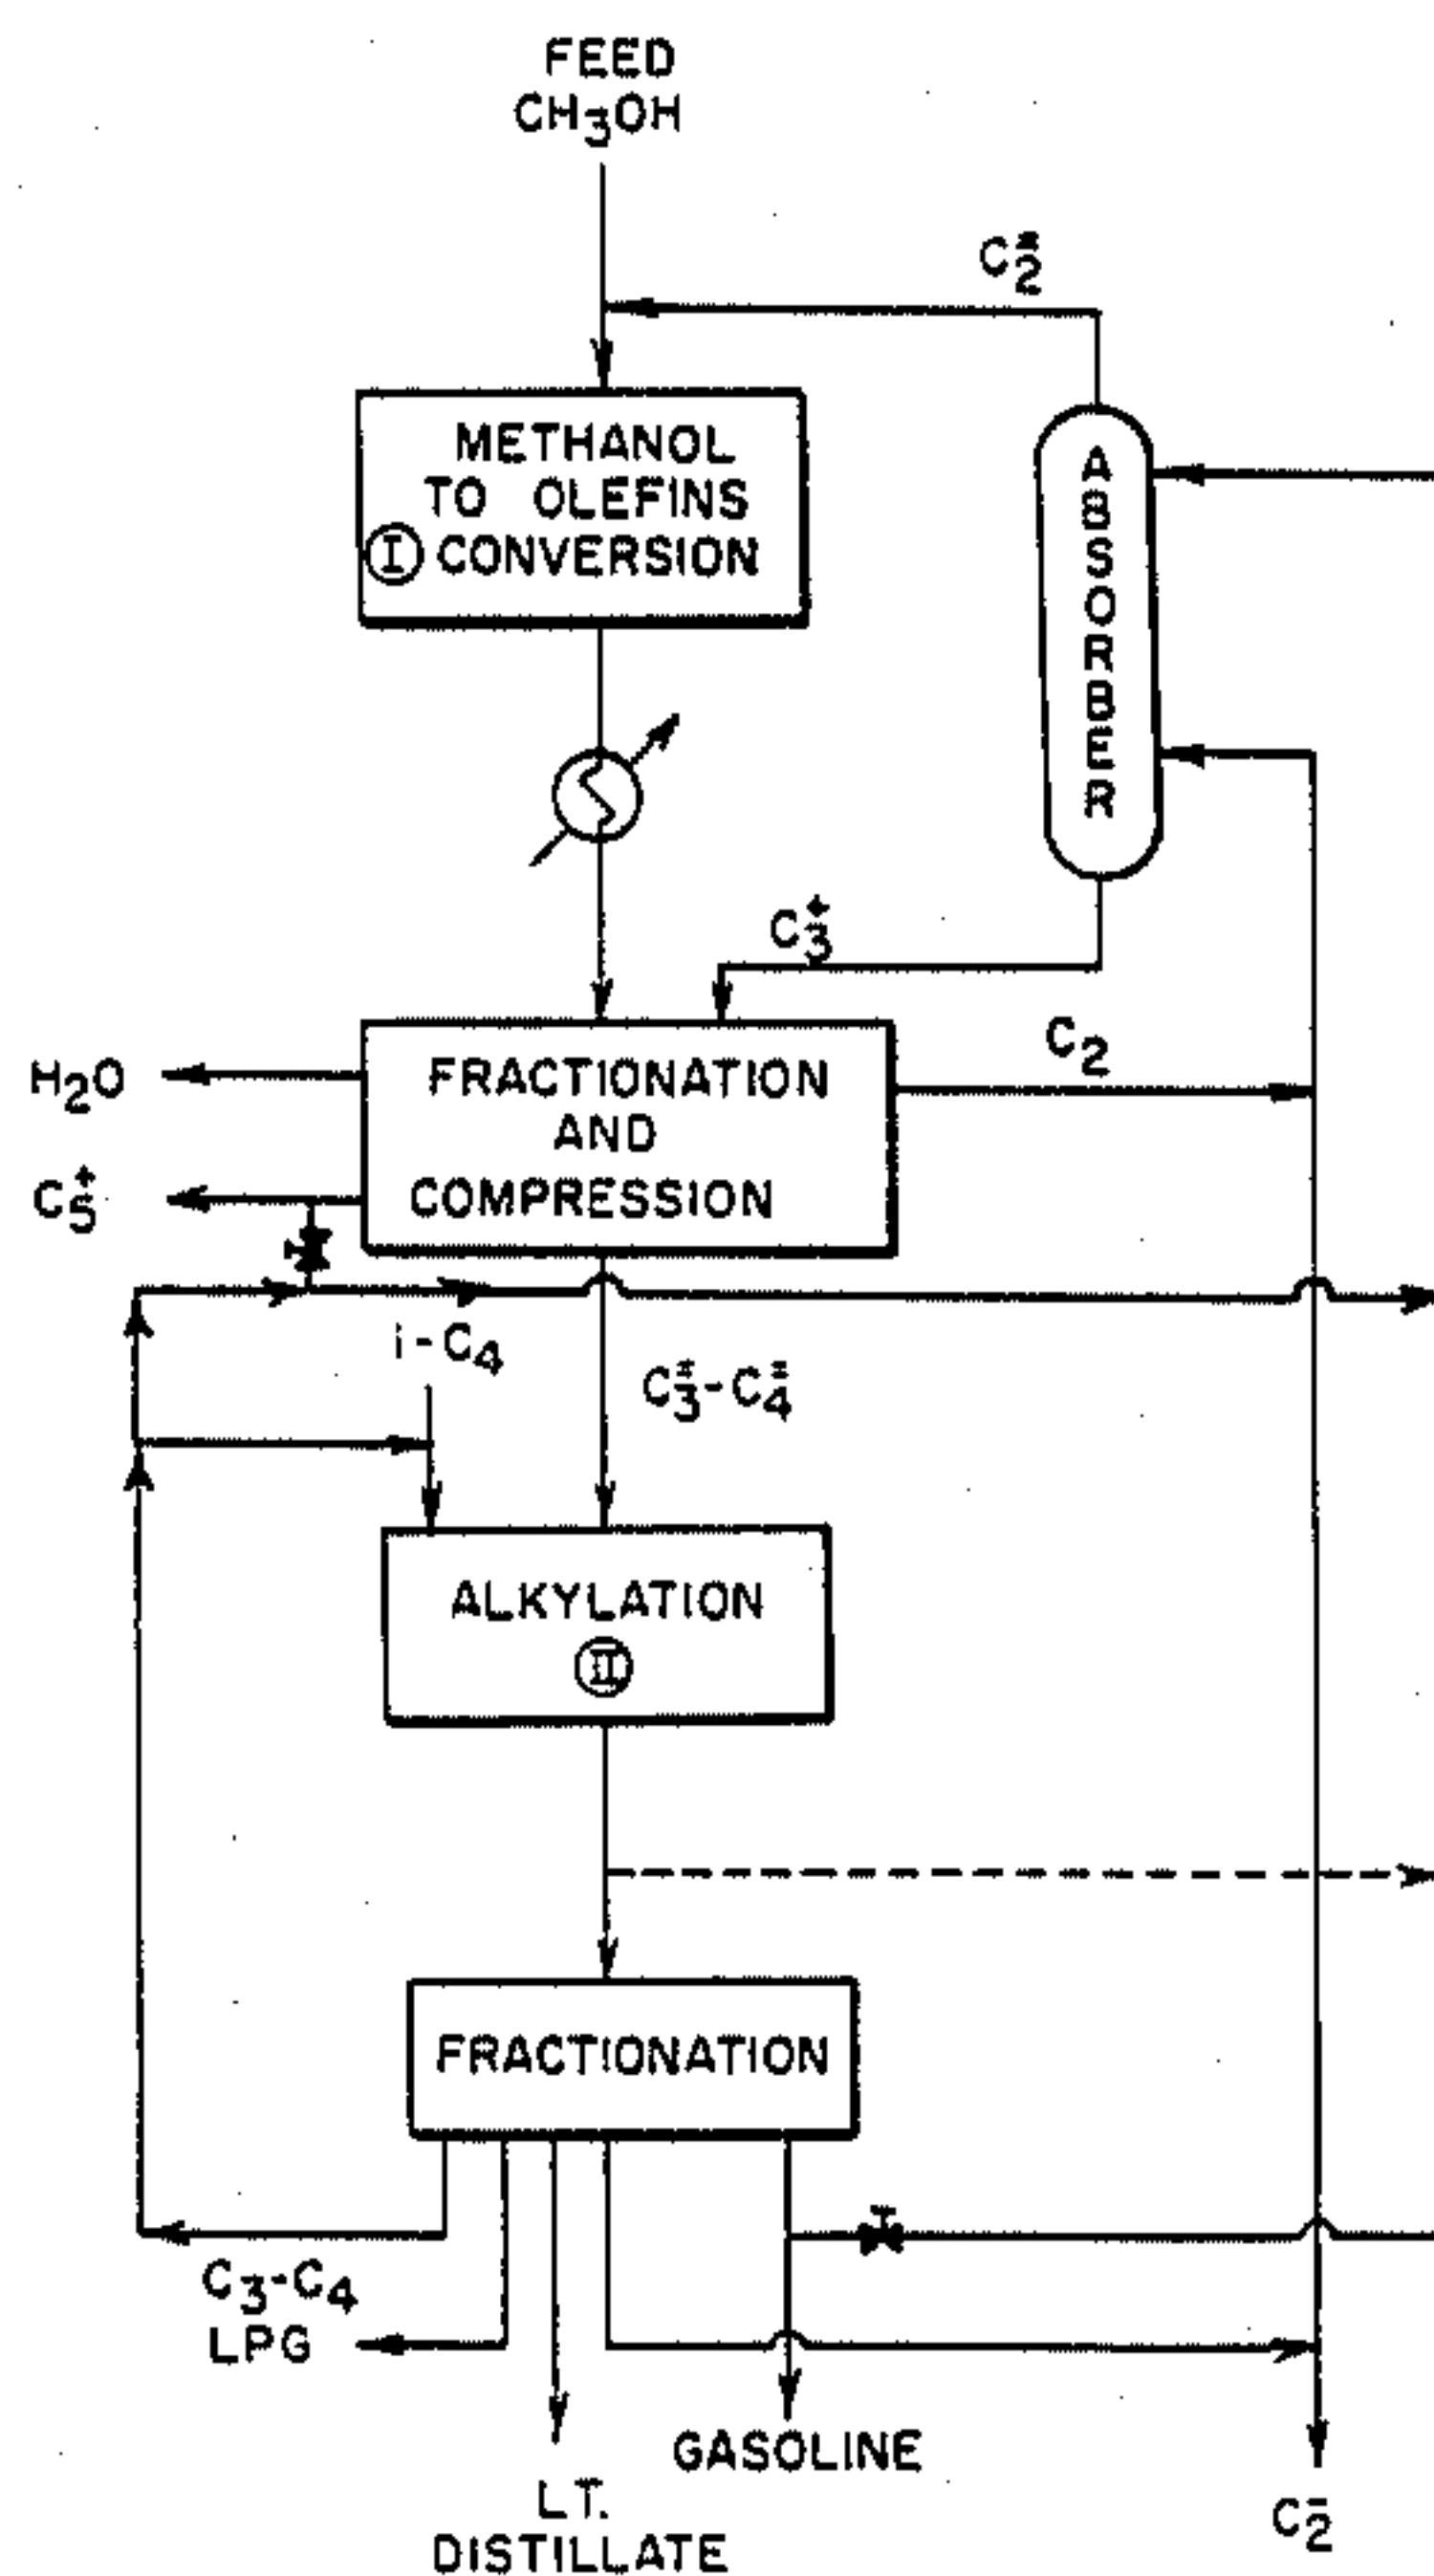 FEED
CH₃OH
C₂⁼
METHANOL
TO OLEFINS
Ⓘ CONVERSION
ABSORBER
C₃⁺
C₂
H₂O
FRACTIONATION
AND
COMPRESSION
C₅⁺
i-C₄
C₃⁼-C₄⁼
ALKYLATION
II
FRACTIONATION
C₃-C₄
LPG
GASOLINE
LT.
DISTILLATE
C₂⁻